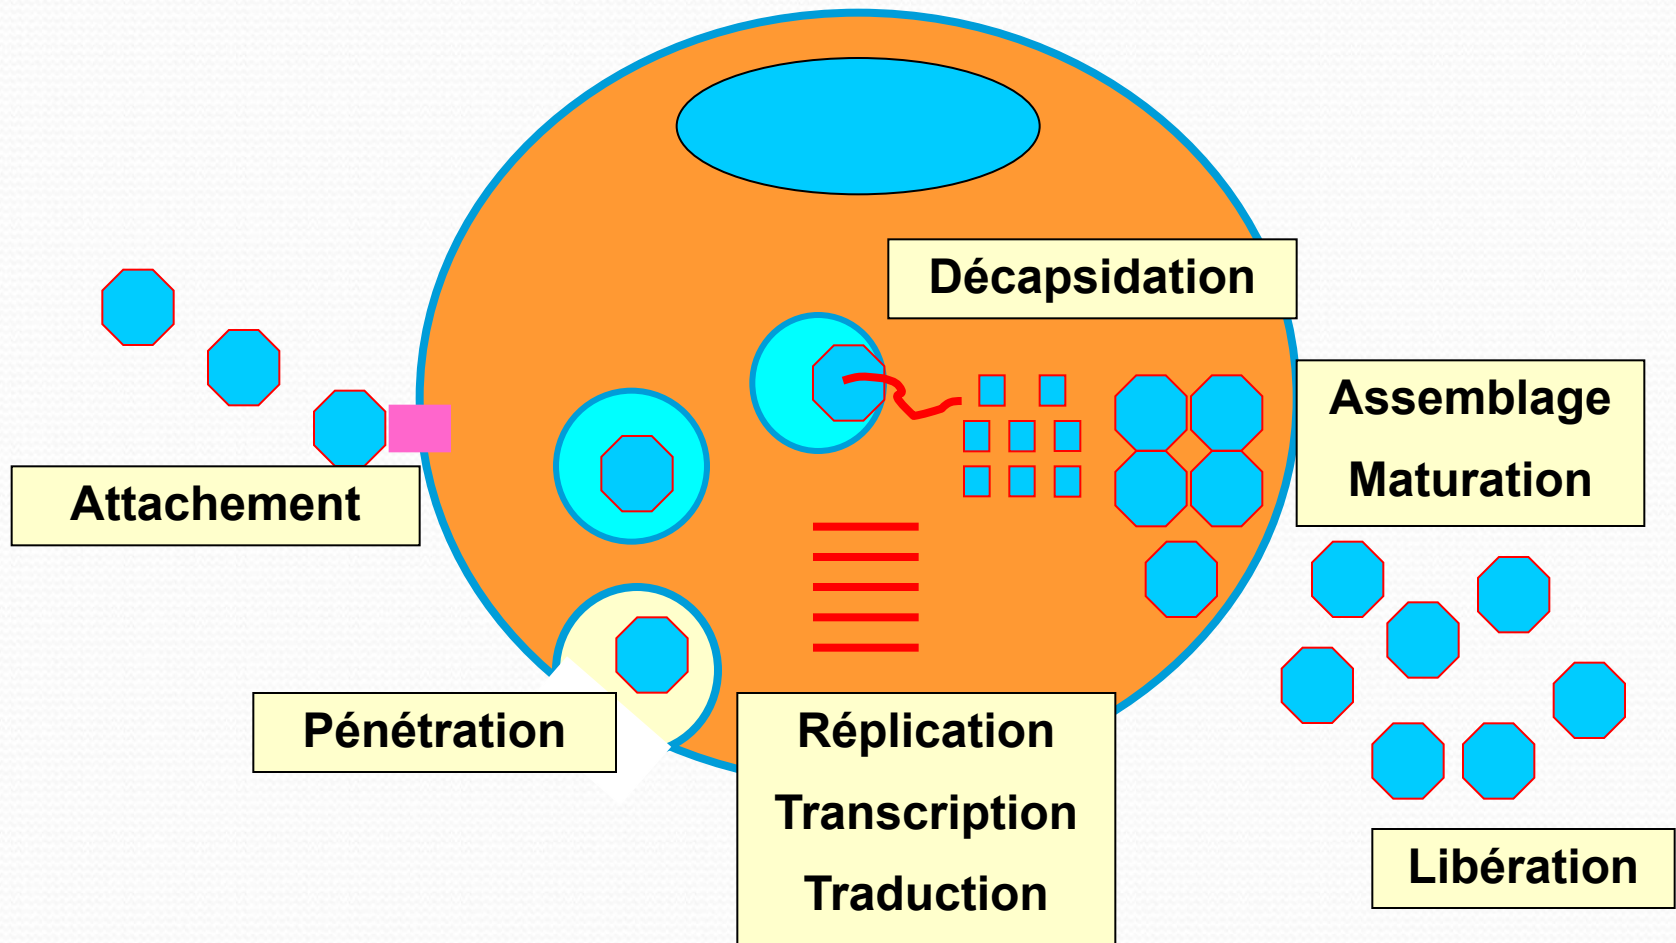 Décapsidation
Assemblage
Maturation
Attachement
Pénétration
Réplication
Transcription
Traduction
Libération